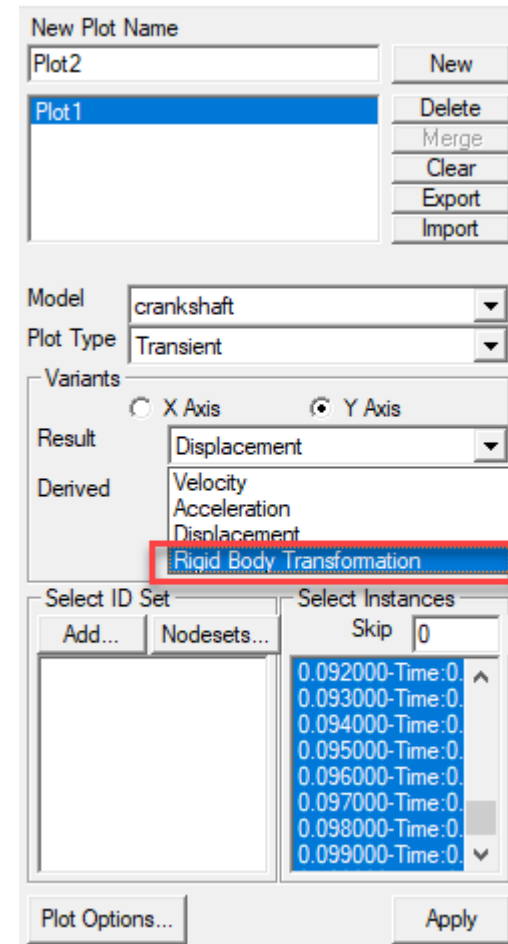 New Plot Name
Plot2
New
Plot1
Delete
Merge
Clear
Export
Import
Model
crankshaft
Plot Type
Transient
Variants
X Axis
Y Axis
Result
Displacement
Derived
Velocity
Acceleration
Displacement
Rigid Body Transformation
Select ID Set
Add...
Nodesets...
Select Instances
Skip
0
0.092000-Time:0.
0.093000-Time:0.
0.094000-Time:0.
0.095000-Time:0.
0.096000-Time:0.
0.097000-Time:0.
0.098000-Time:0.
0.099000-Time:0.
Plot Options...
Apply